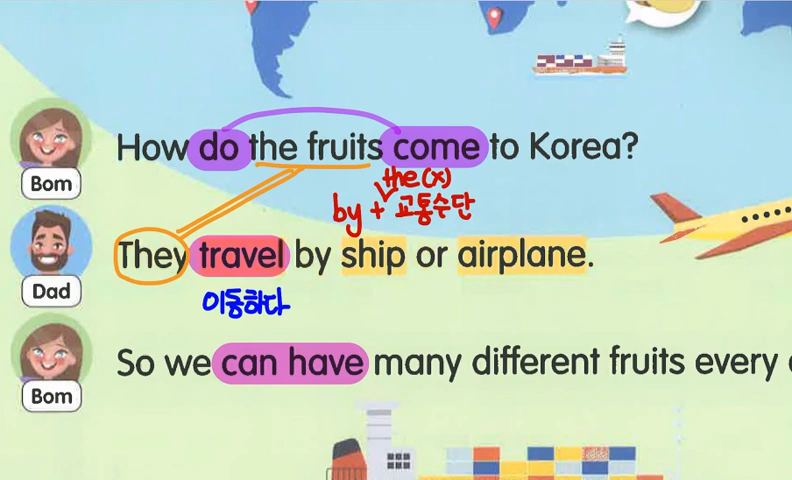 How do the fruits come to Korea?
Bom
the(x)
by + 교통수단
They travel by ship or airplane.
Dad
이동하다
So we can have many different fruits every
Bom